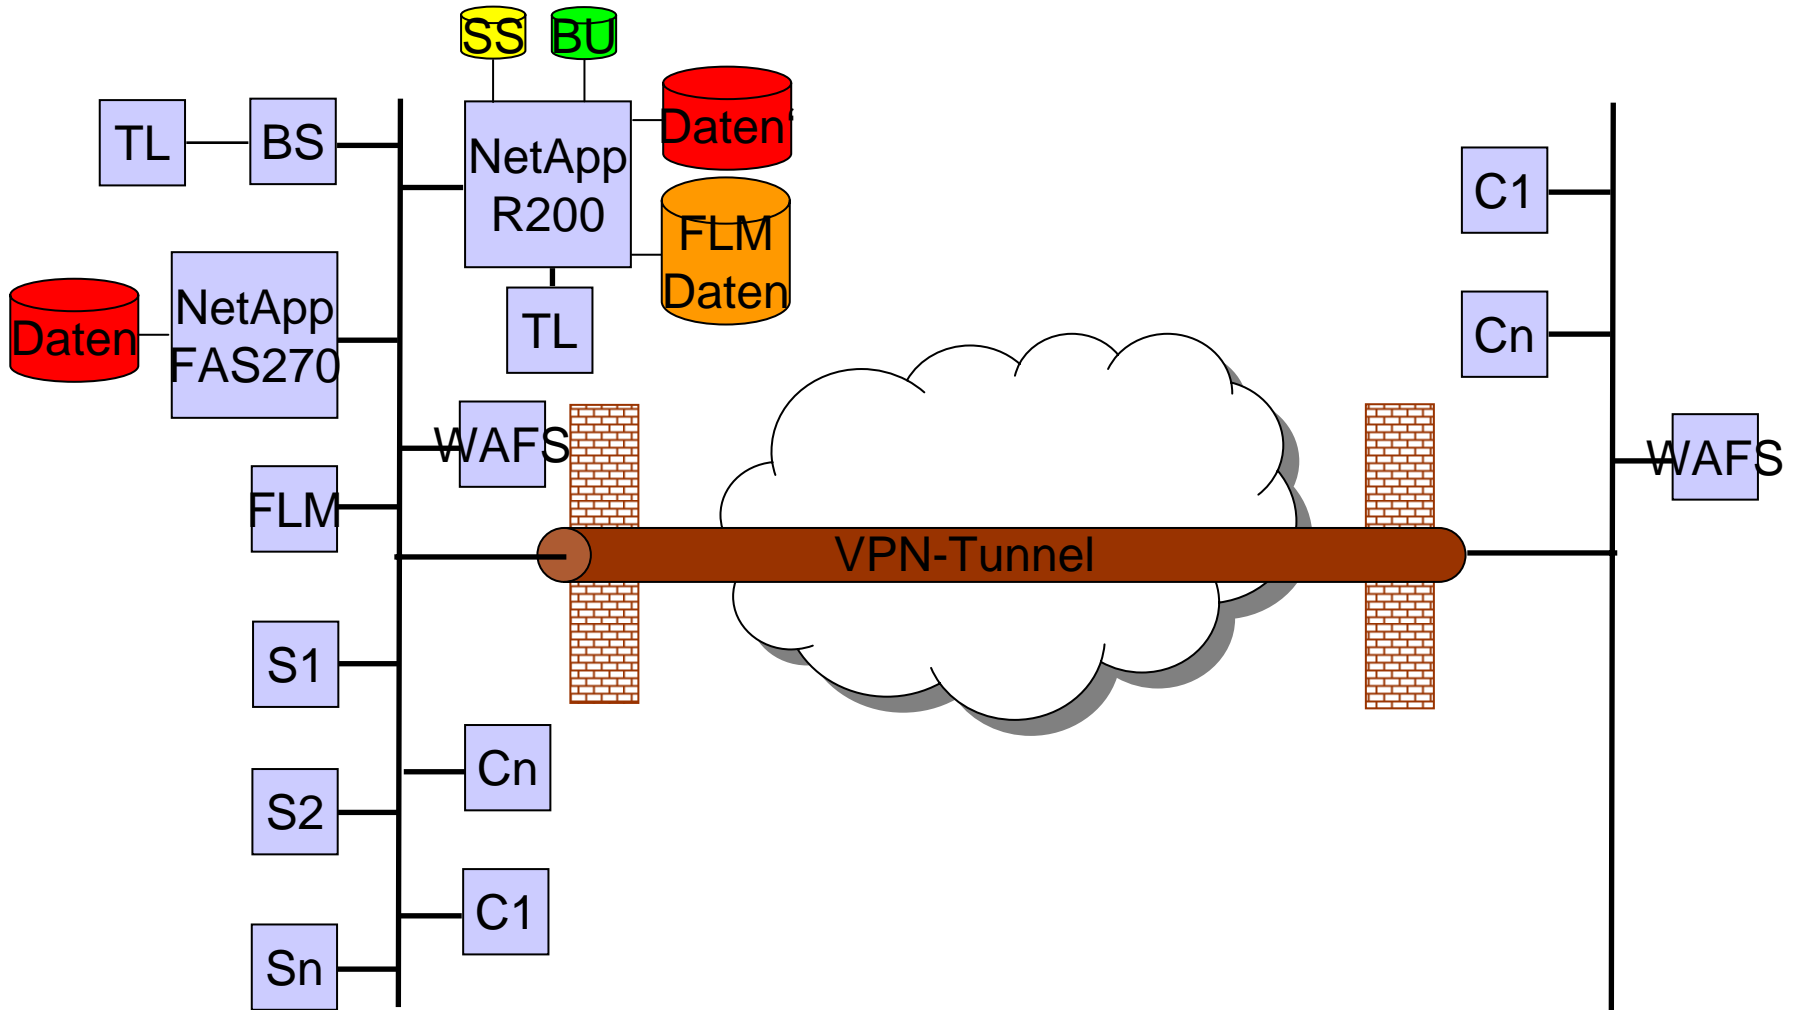 SS
BU
TL
BS
NetApp
R200
Daten'
FLM
Daten
TL
Daten
NetApp
FAS270
WAFS
FLM
VPN-Tunnel
S1
S2
Sn
Cn
C1
C1
Cn
WAFS